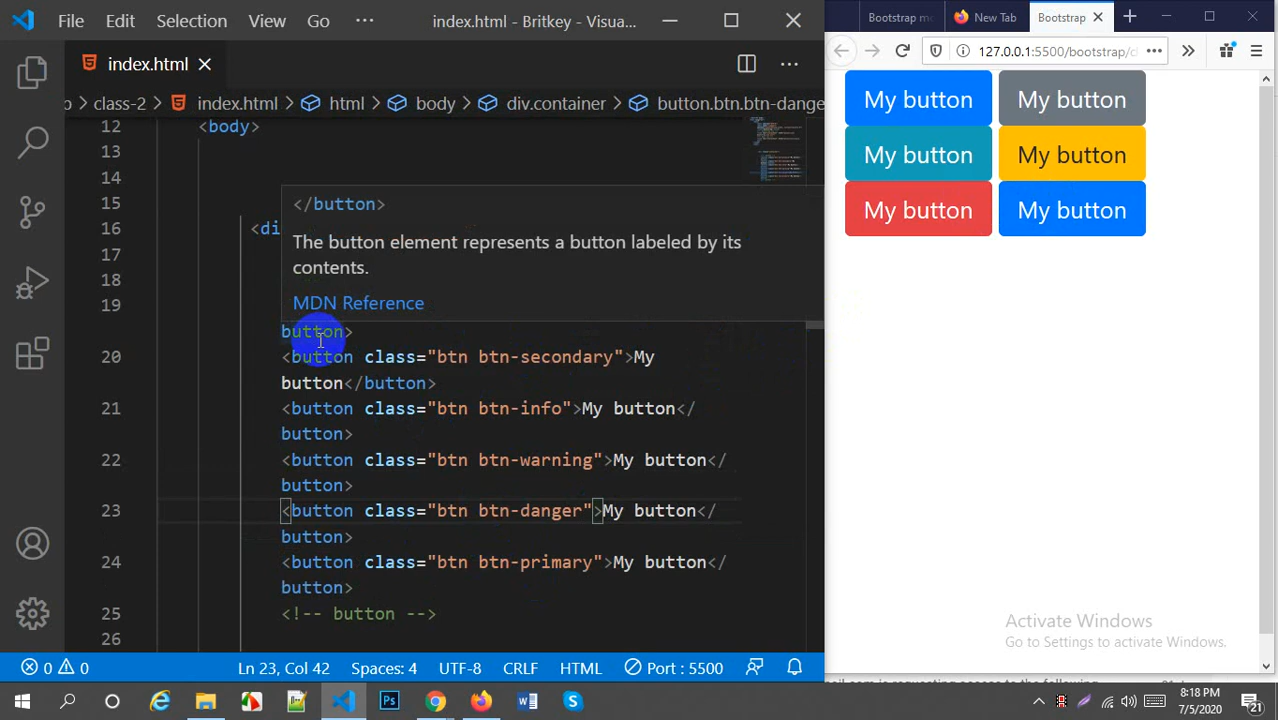 File Edit Selection View Go ··· index.html - Britkey - Visua...
index.html
class-2 > index.html > html > body > div.container > button.btn.btn-dange
12 <body>
13
14
15
</button>
16 <di
The button element represents a button labeled by its
contents.
17
18
MDN Reference
19
button>
20 <button class="btn btn-secondary">My
button</button>
21 <button class="btn btn-info">My button</
button>
22 <button class="btn btn-warning">My button</
button>
23 <button class="btn btn-danger">My button</
button>
24 <button class="btn btn-primary">My button</
button>
25 <!-- button -->
26
0 0 Ln 23, Col 42 Spaces: 4 UTF-8 CRLF HTML Port : 5500
Bootstrap New Tab Bootstrap
127.0.0.1:5500/bootstrap/
My button My button
My button My button
My button My button
Activate Windows
Go to Settings to activate Windows.
8:18 PM
7/5/2020
21